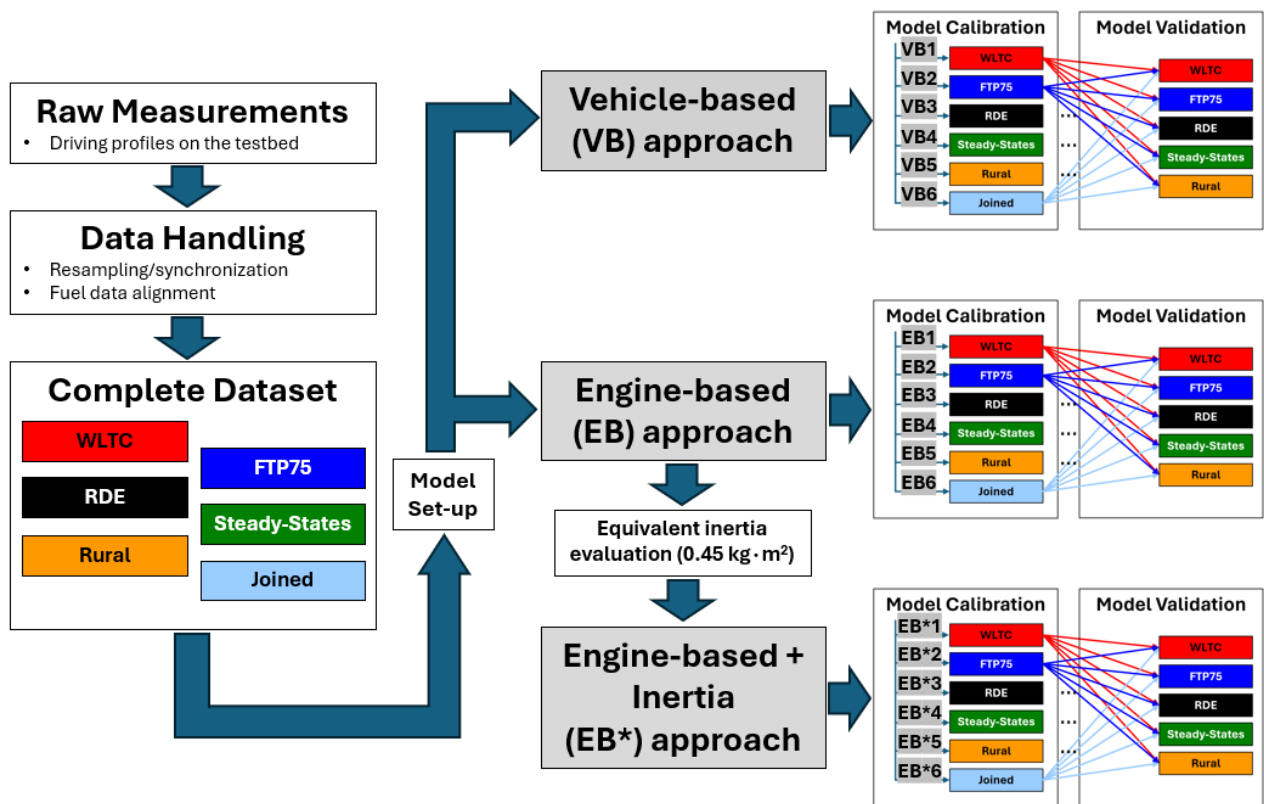 Raw Measurements
• Driving profiles on the testbed
Data Handling
• Resampling/synchronization
• Fuel data alignment
Complete Dataset
WLTC
FTP75
RDE
Steady-States
Rural
Joined
Model
Set-up
Vehicle-based
(VB) approach
Engine-based
(EB) approach
Equivalent inertia
evaluation (0.45 kg · m²)
Engine-based +
Inertia
(EB*) approach
Model Calibration
VB1
WLTC
VB2
FTP75
VB3
RDE
VB4
Steady-States
VB5
Rural
VB6
Joined
...
...
...
Model Validation
WLTC
FTP75
RDE
Steady-States
Rural
Model Calibration
EB1
WLTC
EB2
FTP75
EB3
RDE
EB4
Steady-States
EB5
Rural
EB6
Joined
...
...
...
Model Validation
WLTC
FTP75
RDE
Steady-States
Rural
Model Calibration
EB*1
WLTC
EB*2
FTP75
EB*3
RDE
EB*4
Steady-States
EB*5
Rural
EB*6
Joined
...
...
...
Model Validation
WLTC
FTP75
RDE
Steady-States
Rural